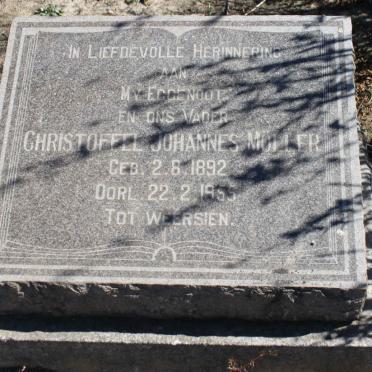 IN LIEFDEVOLLE HERINNERING
AAN
MY EGGENOOT
EN ONS VADER
CHRISTOFFEL JOHANNES MULLER
GEB. 2.6.1892
OORL. 22.2.1955
TOT WEERSIEN.